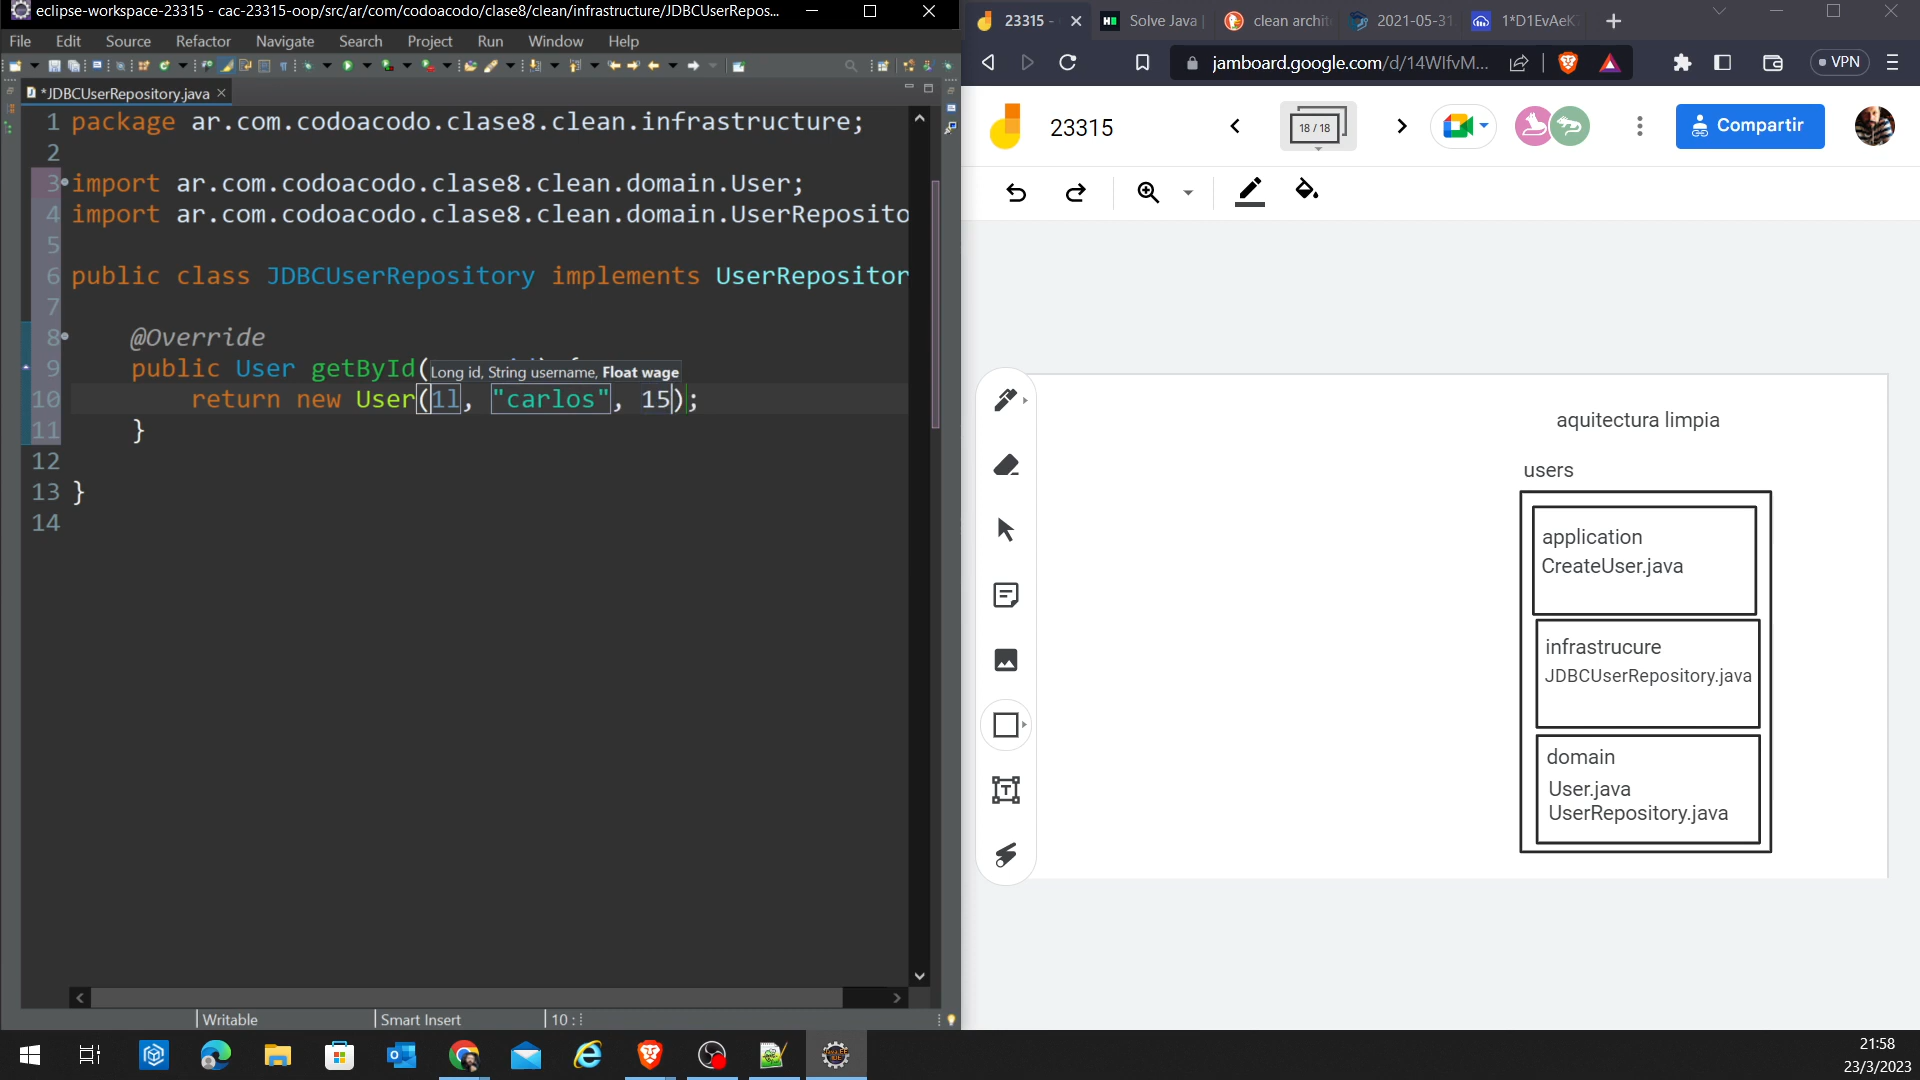 eclipse-workspace-23315 - cac-23315-oop/src/ar/com/codoacodo/clase8/clean/infrastructure/JDBCUserRepos...
File Edit Source Refactor Navigate Search Project Run Window Help
*JDBCUserRepository.java
1 package ar.com.codoacodo.clase8.clean.infrastructure;
2
3 import ar.com.codoacodo.clase8.clean.domain.User;
4 import ar.com.codoacodo.clase8.clean.domain.UserReposito
5
6 public class JDBCUserRepository implements UserRepositor
7
8 @Override
9 public User getById(
Long id, String username, Float wage
10 return new User(1l, "carlos", 15);
11 }
12
13 }
14
Writable Smart Insert 10 :
23315 -
Solve Java
clean archit
2021-05-31
1*D1EvAeK
jamboard.google.com/d/14WIfvM...
VPN
23315
18 / 18
Compartir
aquitectura limpia
users
application
CreateUser.java
infrastrucure
JDBCUserRepository.java
domain
User.java
UserRepository.java
21:58
23/3/2023